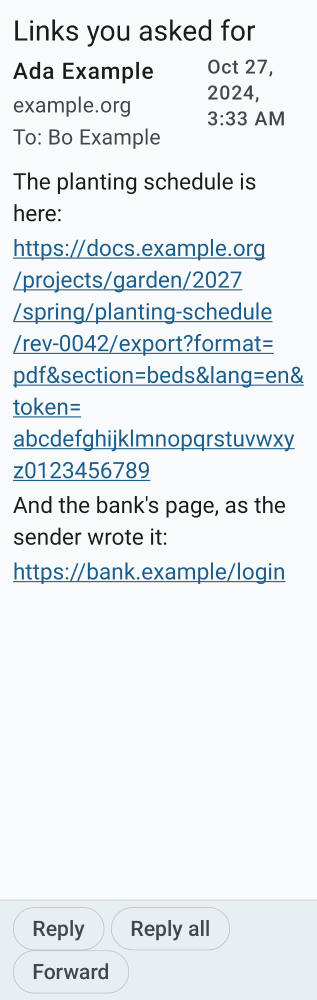 Links you asked for
Ada Example
Oct 27,
2024,
3:33 AM
example.org
To: Bo Example
The planting schedule is
here:
https://docs.example.org
/projects/garden/2027
/spring/planting-schedule
/rev-0042/export?format=
pdf&section=beds&lang=en&
token=
abcdefghijklmnopqrstuvwxy
z0123456789
And the bank's page, as the
sender wrote it:
https://bank.example/login
Reply
Reply all
Forward